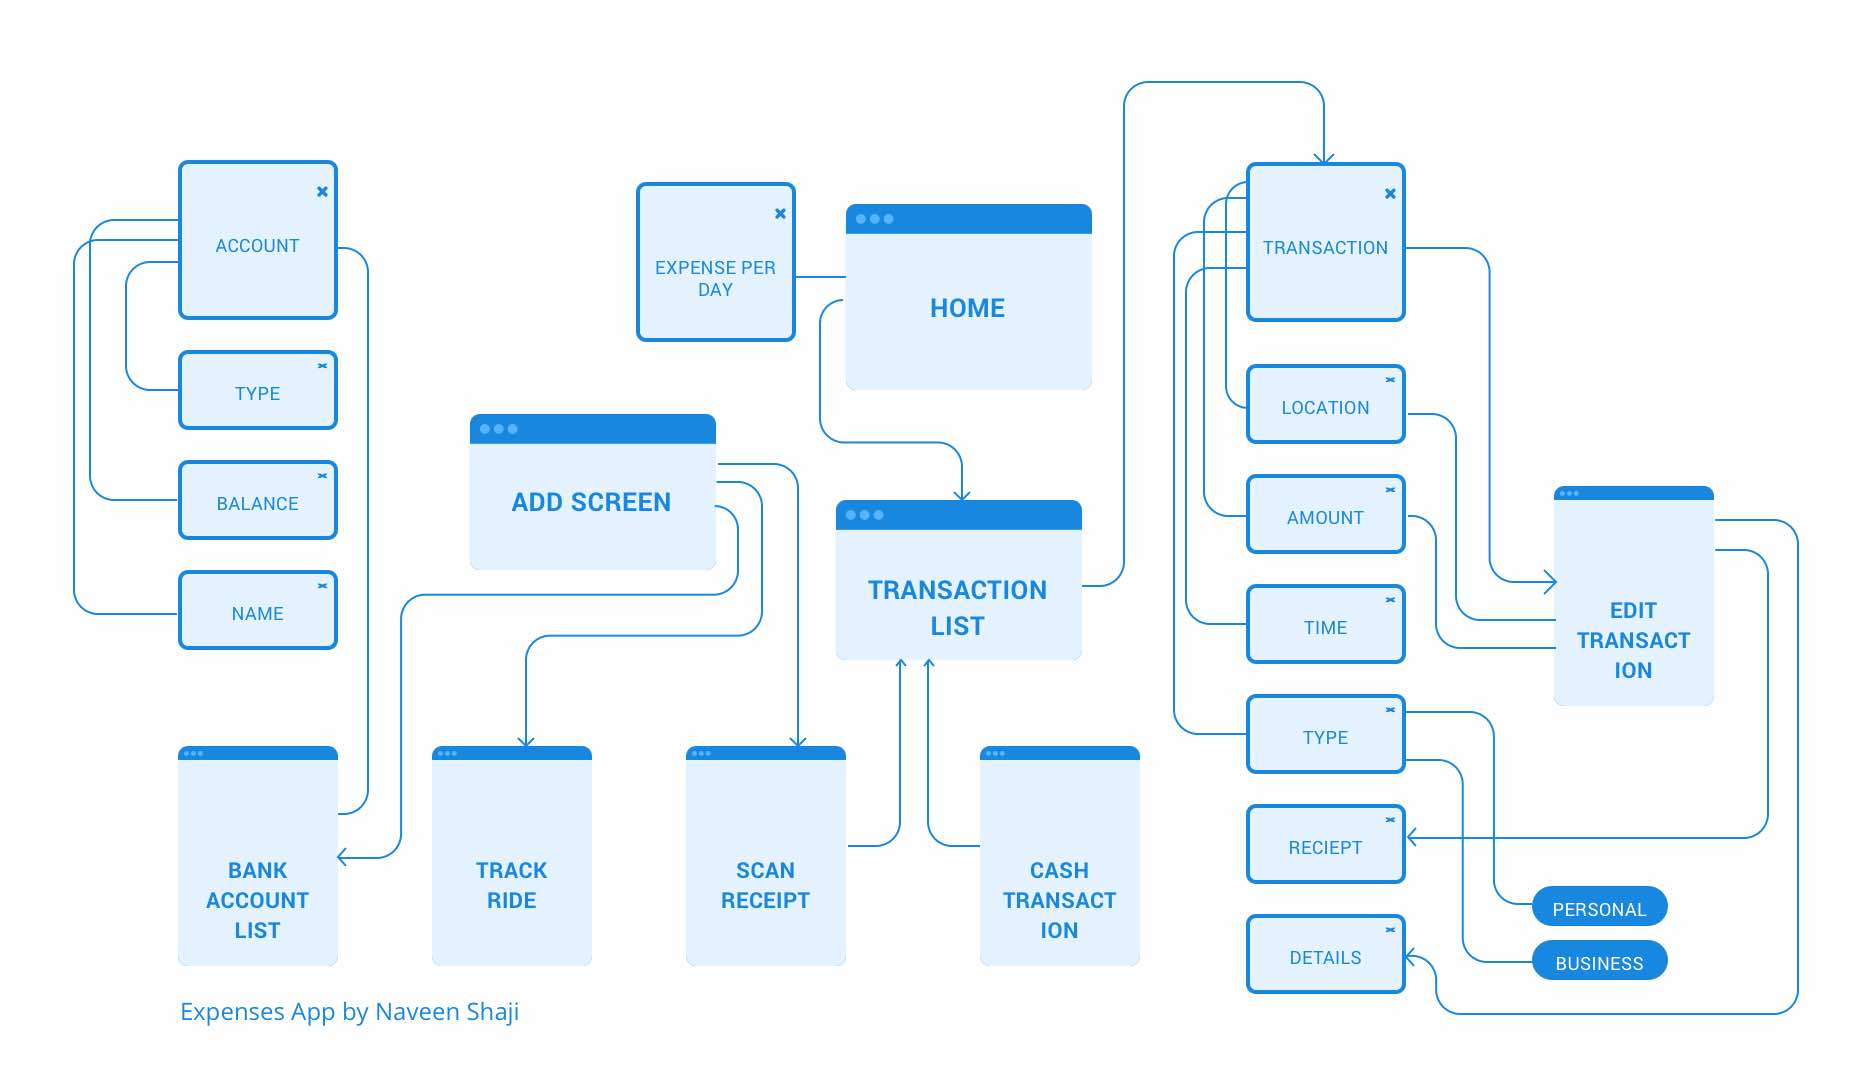 ACCOUNT
TYPE
BALANCE
NAME
EXPENSE PER
DAY
HOME
ADD SCREEN
TRANSACTION
LIST
BANK
ACCOUNT
LIST
TRACK
RIDE
SCAN
RECEIPT
CASH
TRANSACT
ION
TRANSACTION
LOCATION
AMOUNT
TIME
TYPE
RECIEPT
DETAILS
EDIT
TRANSACT
ION
PERSONAL
BUSINESS
Expenses App by Naveen Shaji